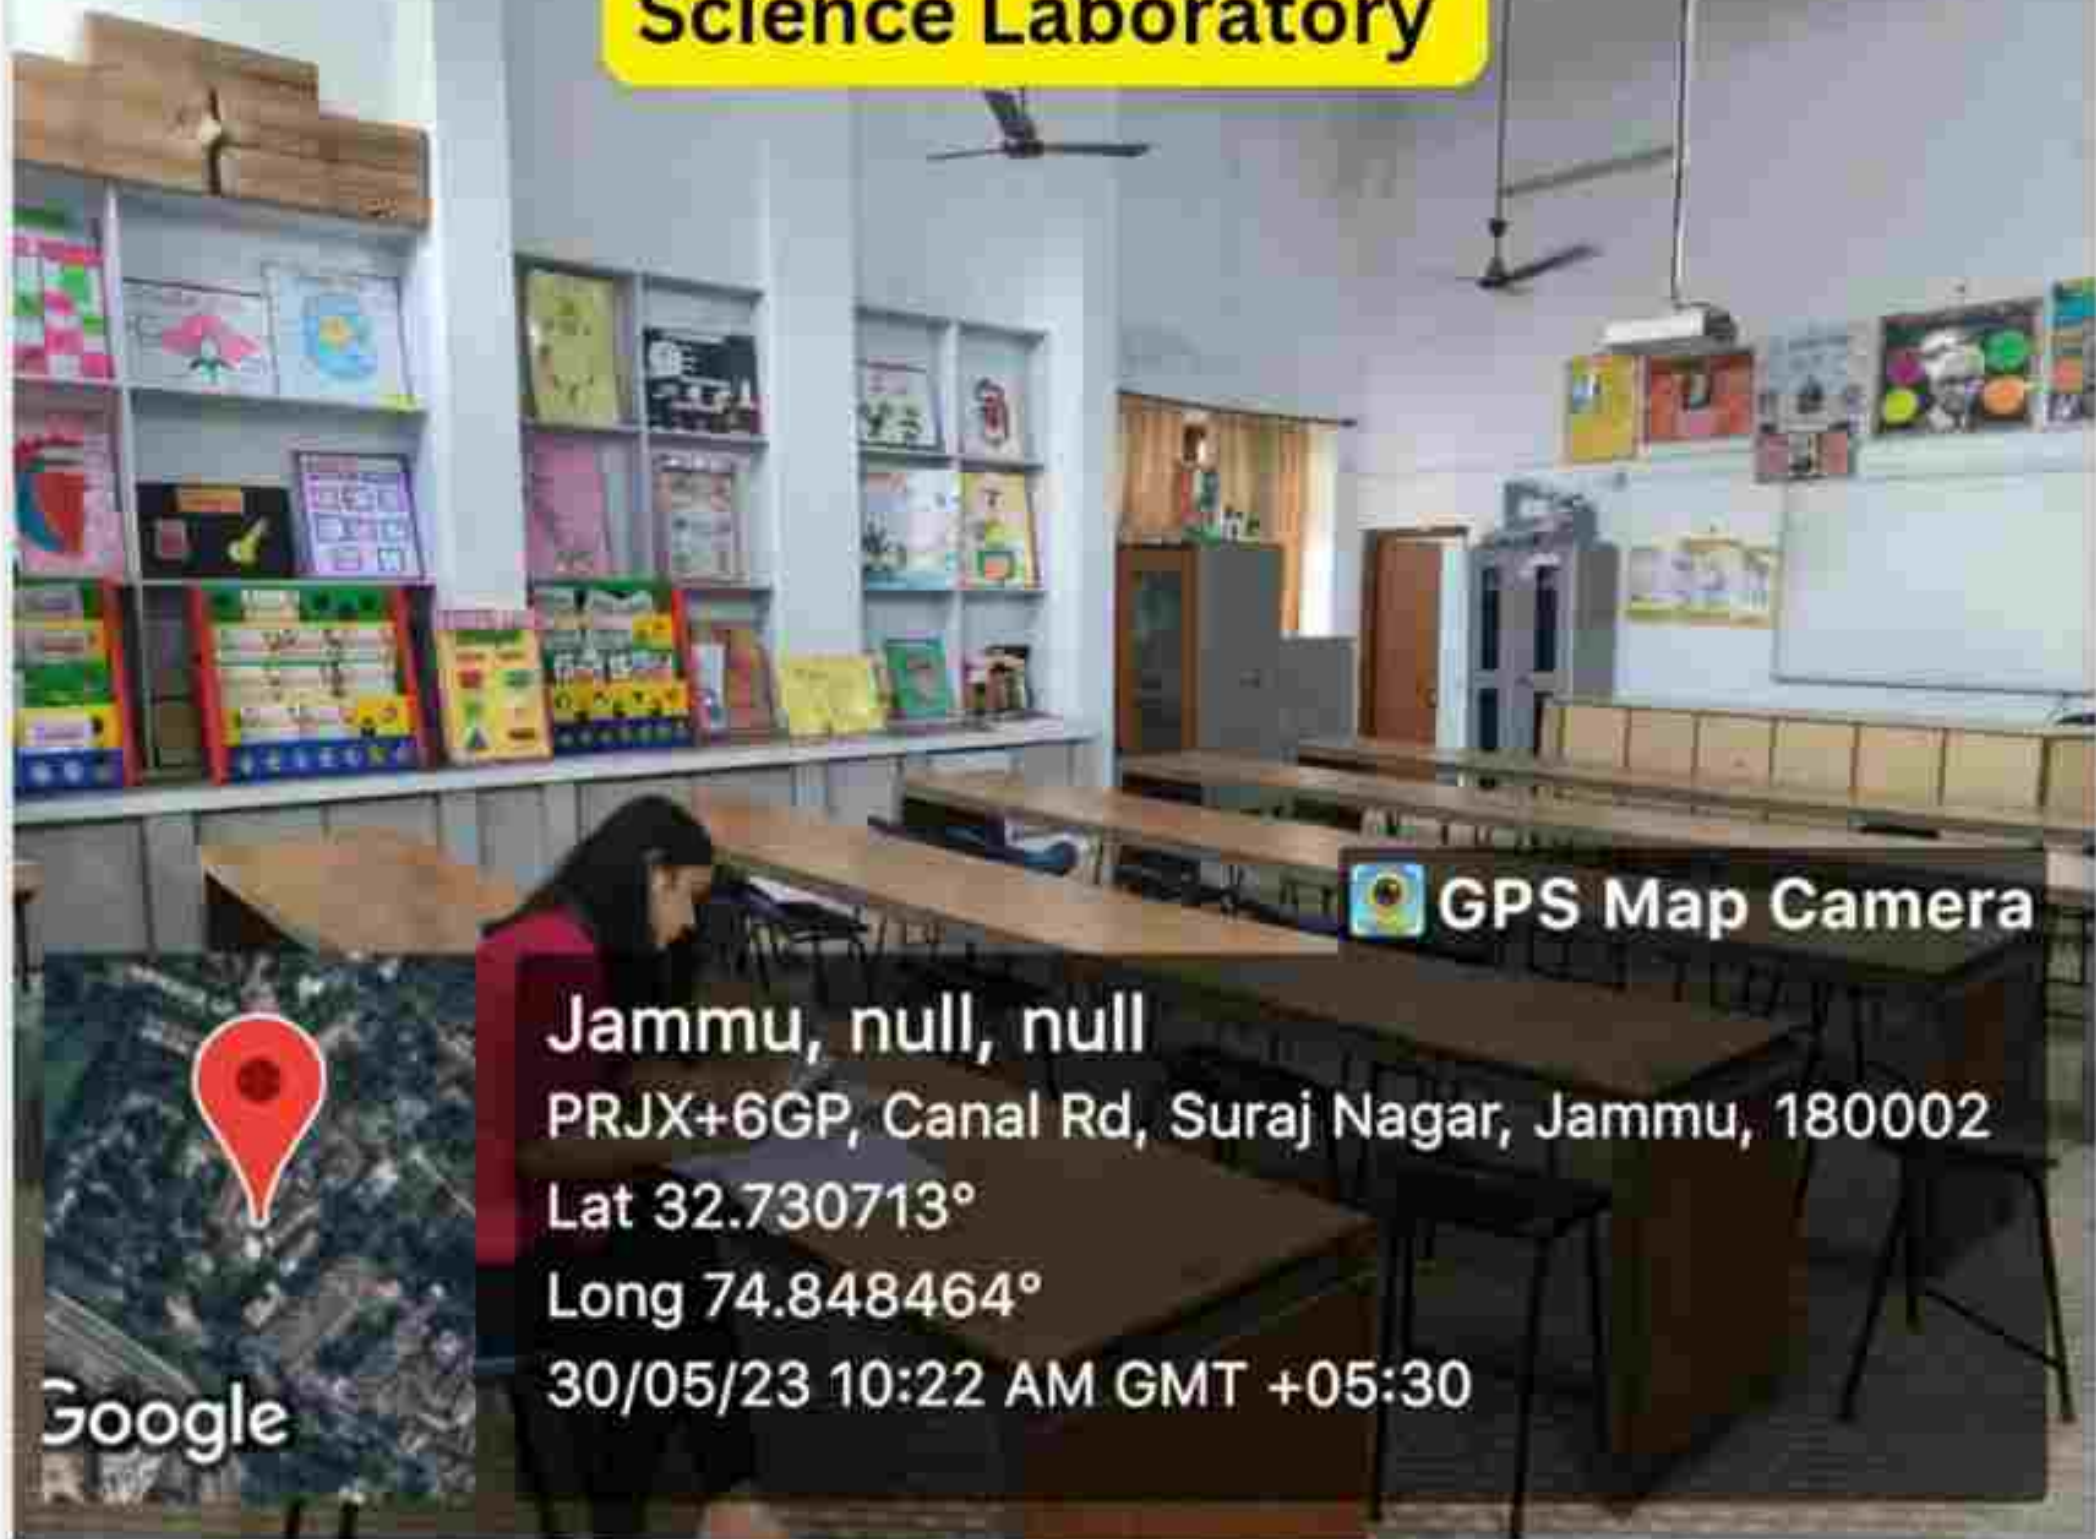 Science Laboratory
GPS Map Camera
Jammu, null, null
PRJX+6GP, Canal Rd, Suraj Nagar, Jammu, 180002
Lat 32.730713°
Long 74.848464°
30/05/23 10:22 AM GMT +05:30
Google